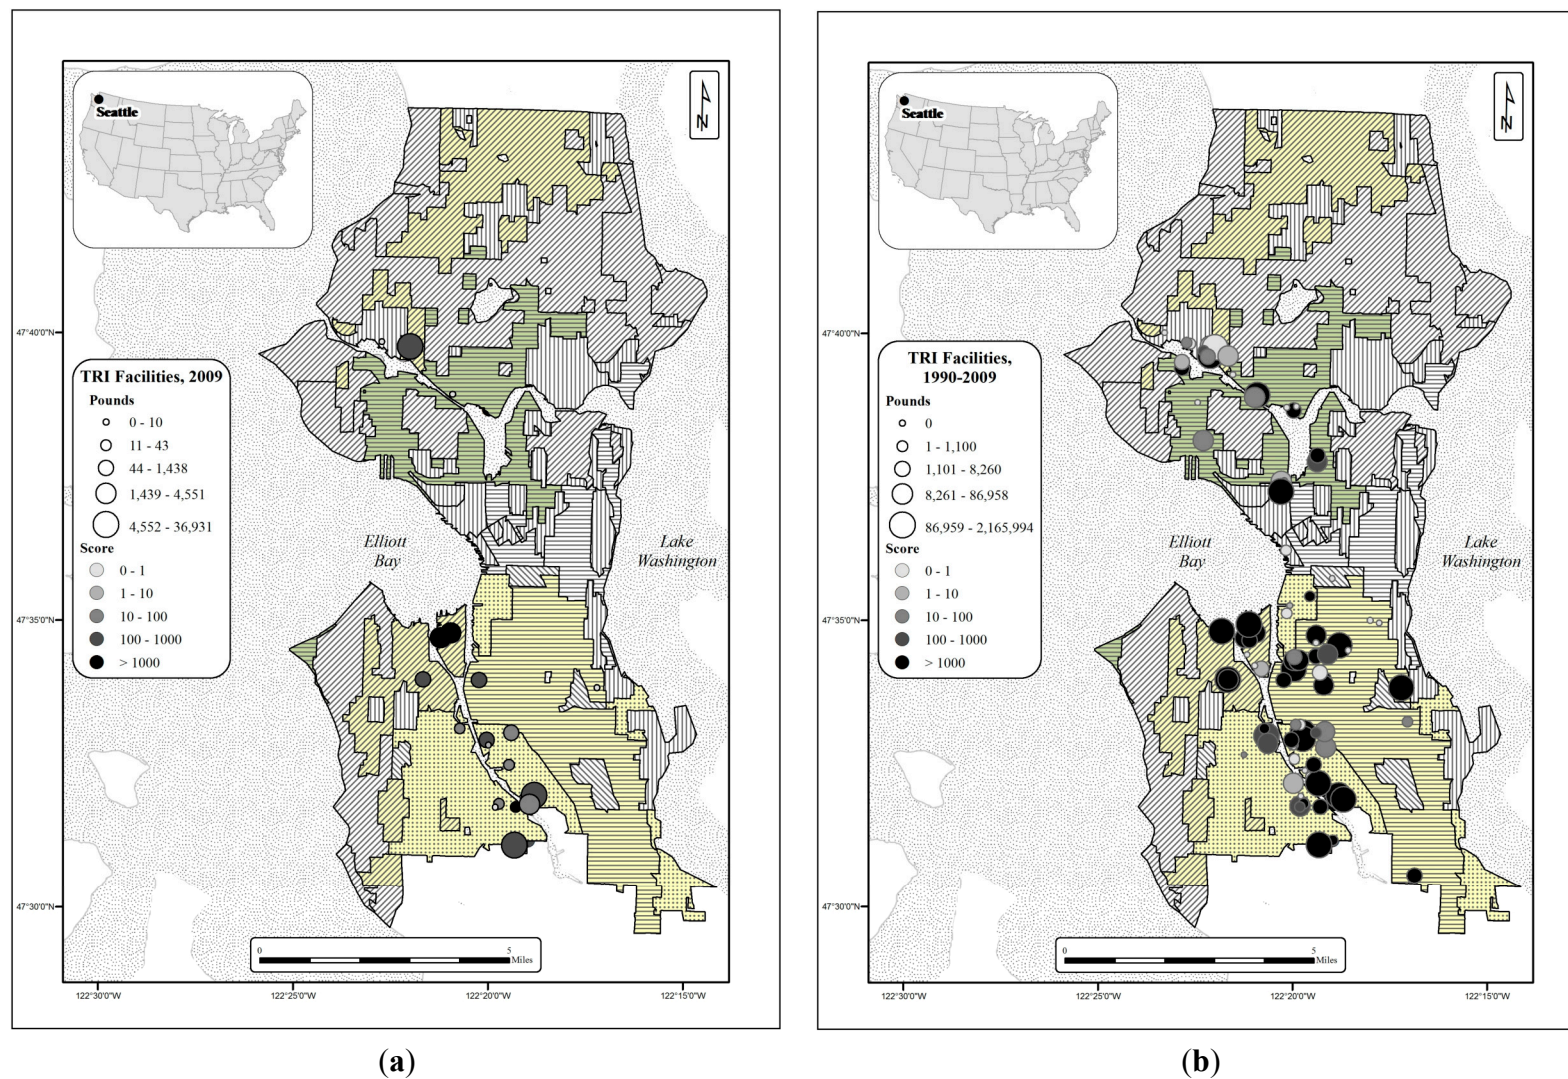 Seattle
N
47°40'0"N
TRI Facilities, 2009
Pounds
0 - 10
11 - 43
44 - 1,438
1,439 - 4,551
4,552 - 36,931
Score
0 - 1
1 - 10
10 - 100
100 - 1000
> 1000
Elliott
Bay
Lake
Washington
47°35'0"N
47°30'0"N
0 5
Miles
122°30'0"W 122°25'0"W 122°20'0"W 122°15'0"W
(a)
Seattle
N
47°40'0"N
TRI Facilities,
1990-2009
Pounds
0
1 - 1,100
1,101 - 8,260
8,261 - 86,958
86,959 - 2,165,994
Score
0 - 1
1 - 10
10 - 100
100 - 1000
> 1000
Elliott
Bay
Lake
Washington
47°35'0"N
47°30'0"N
0 5
Miles
122°30'0"W 122°25'0"W 122°20'0"W 122°15'0"W
(b)